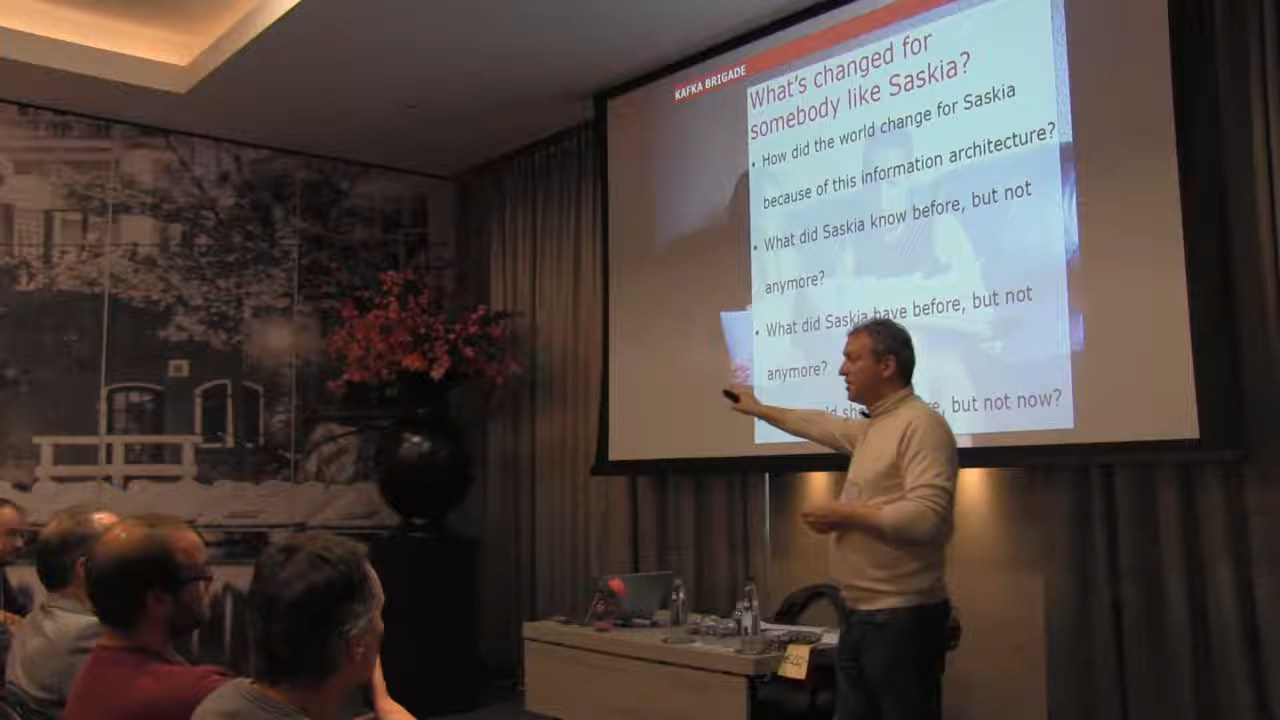 KAFKA BRIGADE
What's changed for
somebody like Saskia?
• How did the world change for Saskia
because of this information architecture?
• What did Saskia know before, but not
anymore?
• What did Saskia have before, but not
anymore?
, but not now?